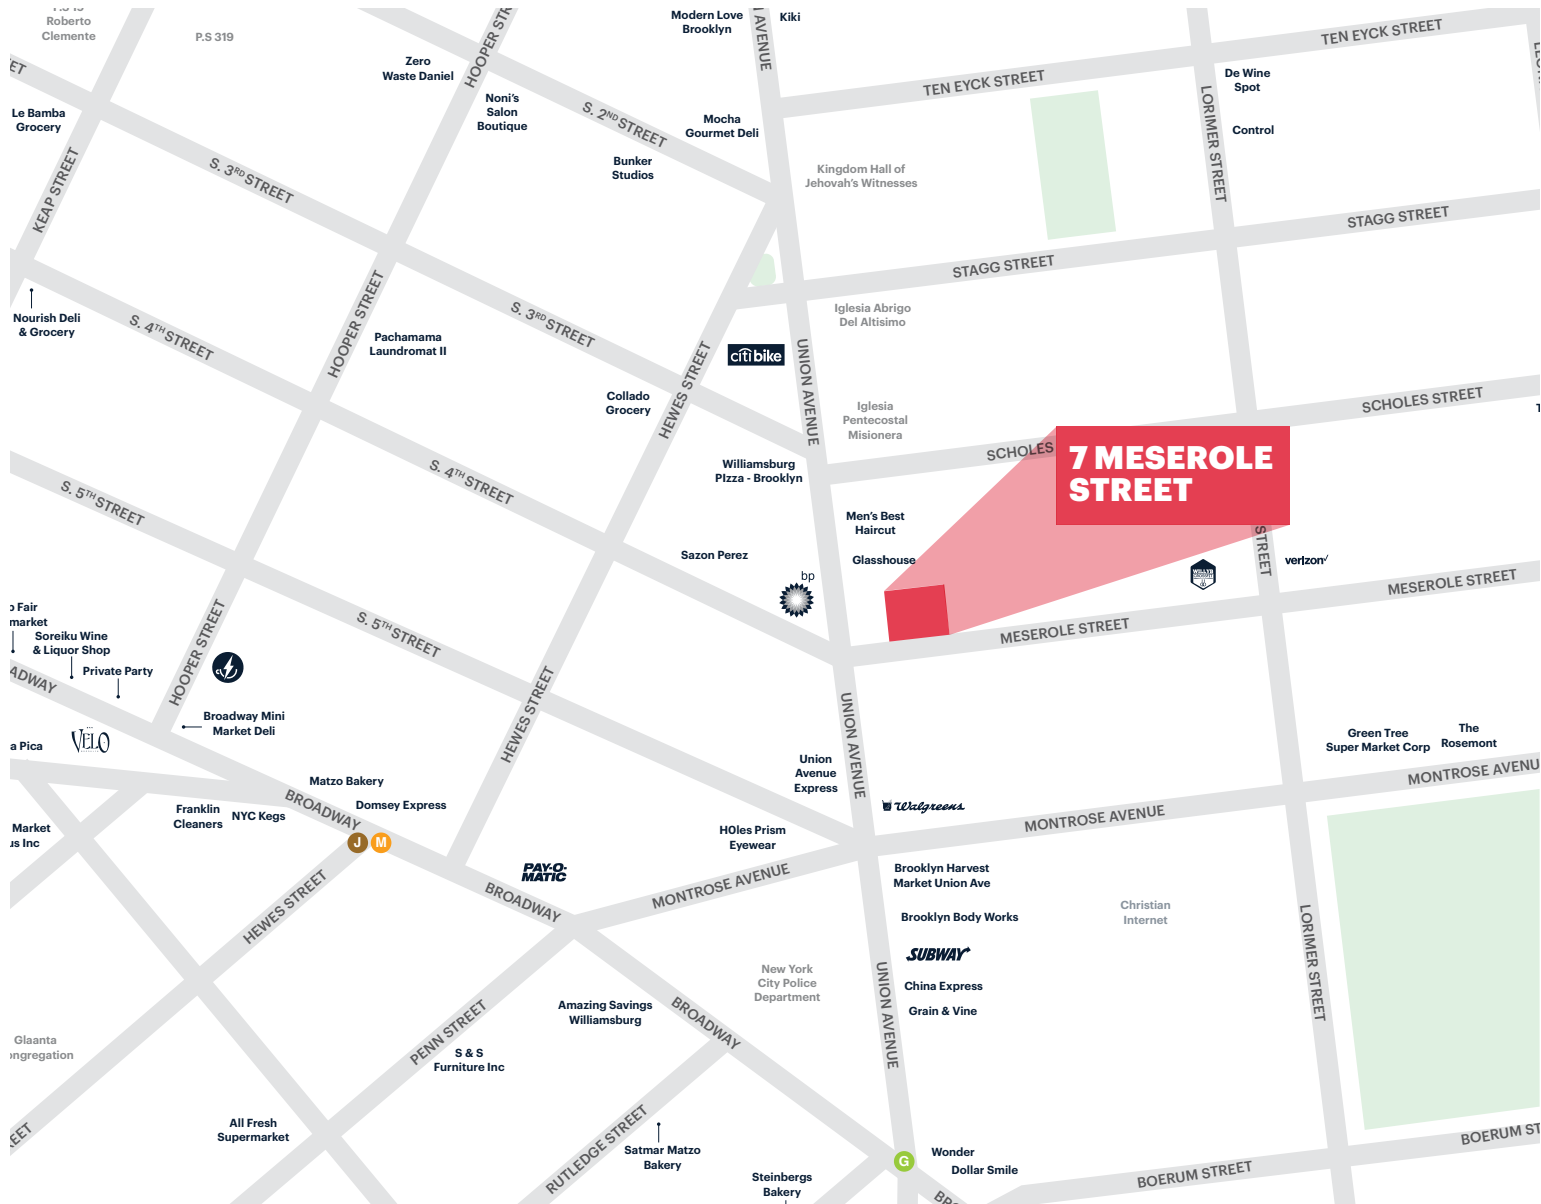 Roberto
Clemente
P.S 319
Modern Love
Brooklyn
Kiki
AVENUE
HOOPER STR
Zero
Waste Daniel
TEN EYCK STREET
TEN EYCK STREET
De Wine
Spot
Control
LORIMER STREET
Le Bamba
Grocery
Noni's
Salon
Boutique
S. 2ND STREET
Mocha
Gourmet Deli
Bunker
Studios
Kingdom Hall of
Jehovah's Witnesses
KEAP STREET
S. 3RD STREET
STAGG STREET
STAGG STREET
Nourish Deli
& Grocery
S. 4TH STREET
HOOPER STREET
Pachamama
Laundromat II
S. 3RD STREET
Iglesia Abrigo
Del Altisimo
citi bike
UNION AVENUE
HEWES STREET
Collado
Grocery
Iglesia
Pentecostal
Misionera
SCHOLES STREET
SCHOLES
7 MESEROLE
STREET
Williamsburg
PIzza - Brooklyn
S. 4TH STREET
S. 5TH STREET
Men's Best
Haircut
Glasshouse
Sazon Perez
bp
STREET
verizon
WILLYB
MESEROLE STREET
MESEROLE STREET
o Fair
market
Soreiku Wine
& Liquor Shop
Private Party
ADWAY
HOOPER STREET
S. 5TH STREET
Broadway Mini
Market Deli
a Pica
VELO
HEWES STREET
UNION AVENUE
Green Tree
Super Market Corp
The
Rosemont
MONTROSE AVENU
Union
Avenue
Express
Walgreens
MONTROSE AVENUE
Matzo Bakery
Domsey Express
BROADWAY
Franklin
Cleaners
NYC Kegs
J
M
Market
us Inc
H0les Prism
Eyewear
PAY-O-
MATIC
BROADWAY
MONTROSE AVENUE
Brooklyn Harvest
Market Union Ave
Brooklyn Body Works
Christian
Internet
LORIMER STREET
HEWES STREET
SUBWAY
China Express
Grain & Vine
UNION AVENUE
New York
City Police
Department
Amazing Savings
Williamsburg
BROADWAY
PENN STREET
S & S
Furniture Inc
Glaanta
ongregation
All Fresh
Supermarket
REET
RUTLEDGE STREET
Satmar Matzo
Bakery
Steinbergs
Bakery
G
Wonder
Dollar Smile
BOERUM STREET
BOERUM ST
BRO